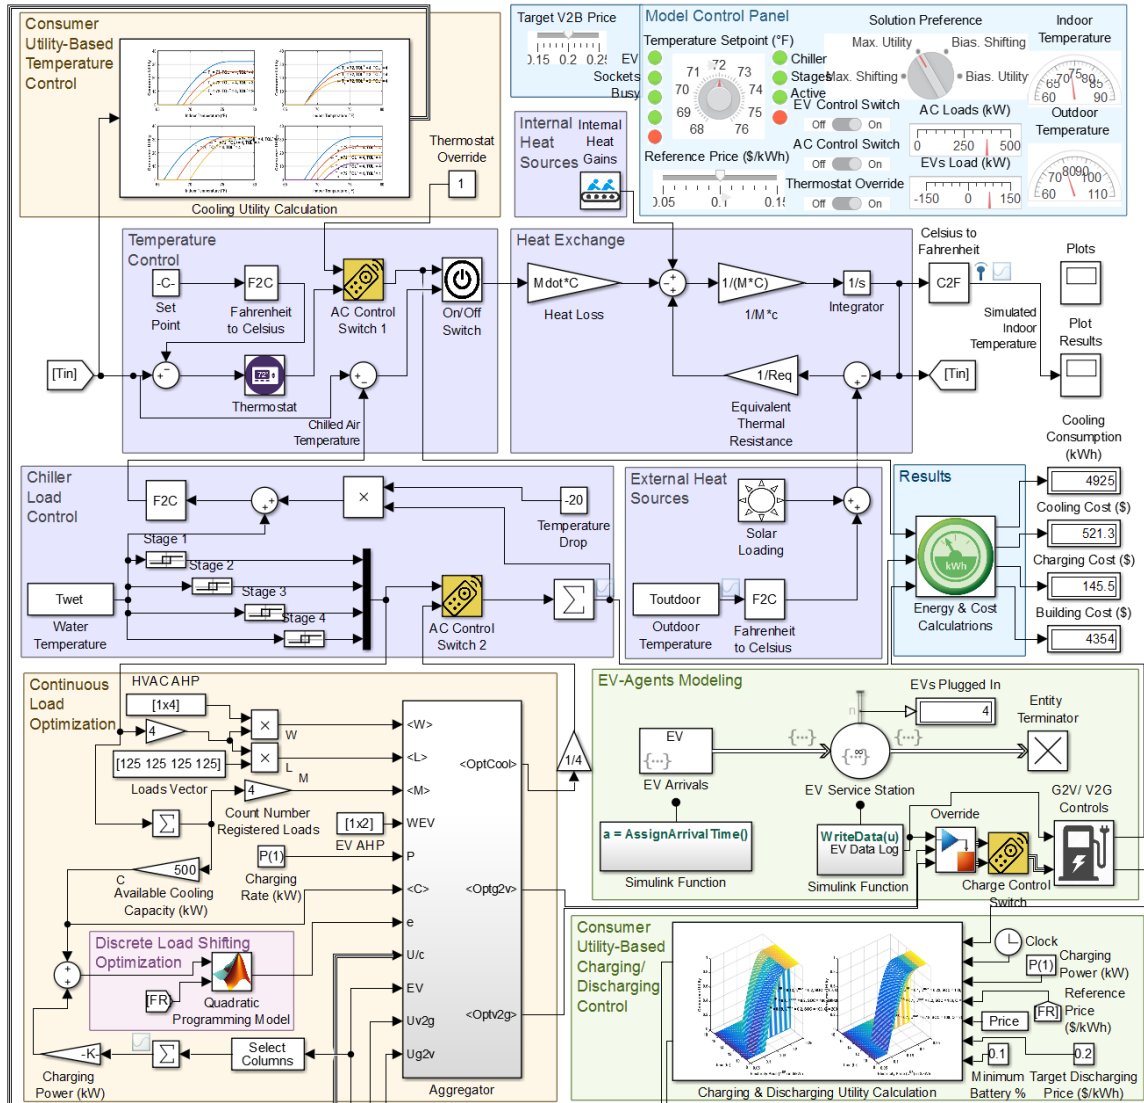 Consumer
Utility-Based
Temperature
Control
Cooling Utility Calculation
Thermostat
Override
1
Target V2B Price
0.15 0.2 0.25
EV
Sockets
Busy
Model Control Panel
Temperature Setpoint (°F)
68 69 70 71 72 73 74 75 76
Chiller
Stages
Active
Solution Preference
Max. Utility
Bias. Shifting
Max. Shifting
Bias. Utility
EV Control Switch
Off On
AC Control Switch
Off On
Thermostat Override
Off On
Reference Price ($/kWh)
0.05 0.1
AC Loads (kW)
0 250 500
EVs Load (kW)
-150 0 150
Indoor
Temperature
60 65 70 75 80 85 90
Outdoor
Temperature
60 70 80 90 100 110
Internal
Heat
Sources
Internal
Heat
Gains
Temperature
Control
-C-
Set
Point
F2C
Fahrenheit
to Celsius
AC Control
Switch 1
On/Off
Switch
[Tin]
72°
Thermostat
Chilled Air
Temperature
Heat Exchange
Mdot*C
Heat Loss
1/(M*C)
1/M*c
1/s
Integrator
1/Req
Equivalent
Thermal
Resistance
Celsius to
Fahrenheit
C2F
Simulated
Indoor
Temperature
[Tin]
Plots
Plot
Results
Chiller
Load
Control
F2C
×
-20
Temperature
Drop
Stage 1
Stage 2
Stage 3
Stage 4
Twet
Water
Temperature
AC Control
Switch 2
Σ
External Heat
Sources
Solar
Loading
Toutdoor
Outdoor
Temperature
F2C
Fahrenheit
to Celsius
Results
kWh
Energy & Cost
Calculatrions
Cooling
Consumption
(kWh)
4925
Cooling Cost ($)
521.3
Charging Cost ($)
145.5
Building Cost ($)
4354
Continuous
Load
Optimization
HVAC AHP
[1x4]
4
×
W
[125 125 125 125]
×
L
Loads Vector
M
4
Count Number
Registered Loads
Σ
[1x2]
EV AHP
P(1)
Charging
Rate (kW)
500
C
Available Cooling
Capacity (kW)
<W>
<L>
<M>
WEV
P
<C>
e
U/c
EV
Uv2g
Ug2v
<OptCool>
<Optg2v>
<Optv2g>
Aggregator
1/4
Discrete Load Shifting
Optimization
[FR]
Quadratic
Programming Model
-K-
Charging
Power (kW)
Σ
Select
Columns
EV-Agents Modeling
EVs Plugged In
4
n
EV
{···}
EV Arrivals
{···}
{···}
∞
{···}
EV Service Station
Entity
Terminator
a = AssignArrivalTime()
Simulink Function
WriteData(u)
EV Data Log
Simulink Function
Override
Charge Control
Switch
G2V/ V2G
Controls
Consumer
Utility-Based
Charging/
Discharging
Control
Charging & Discharging Utility Calculation
Clock
P(1)
Charging
Power (kW)
[FR]
Reference
Price
($/kWh)
Price
0.1
Minimum
Battery %
0.2
Target Discharging
Price ($/kWh)